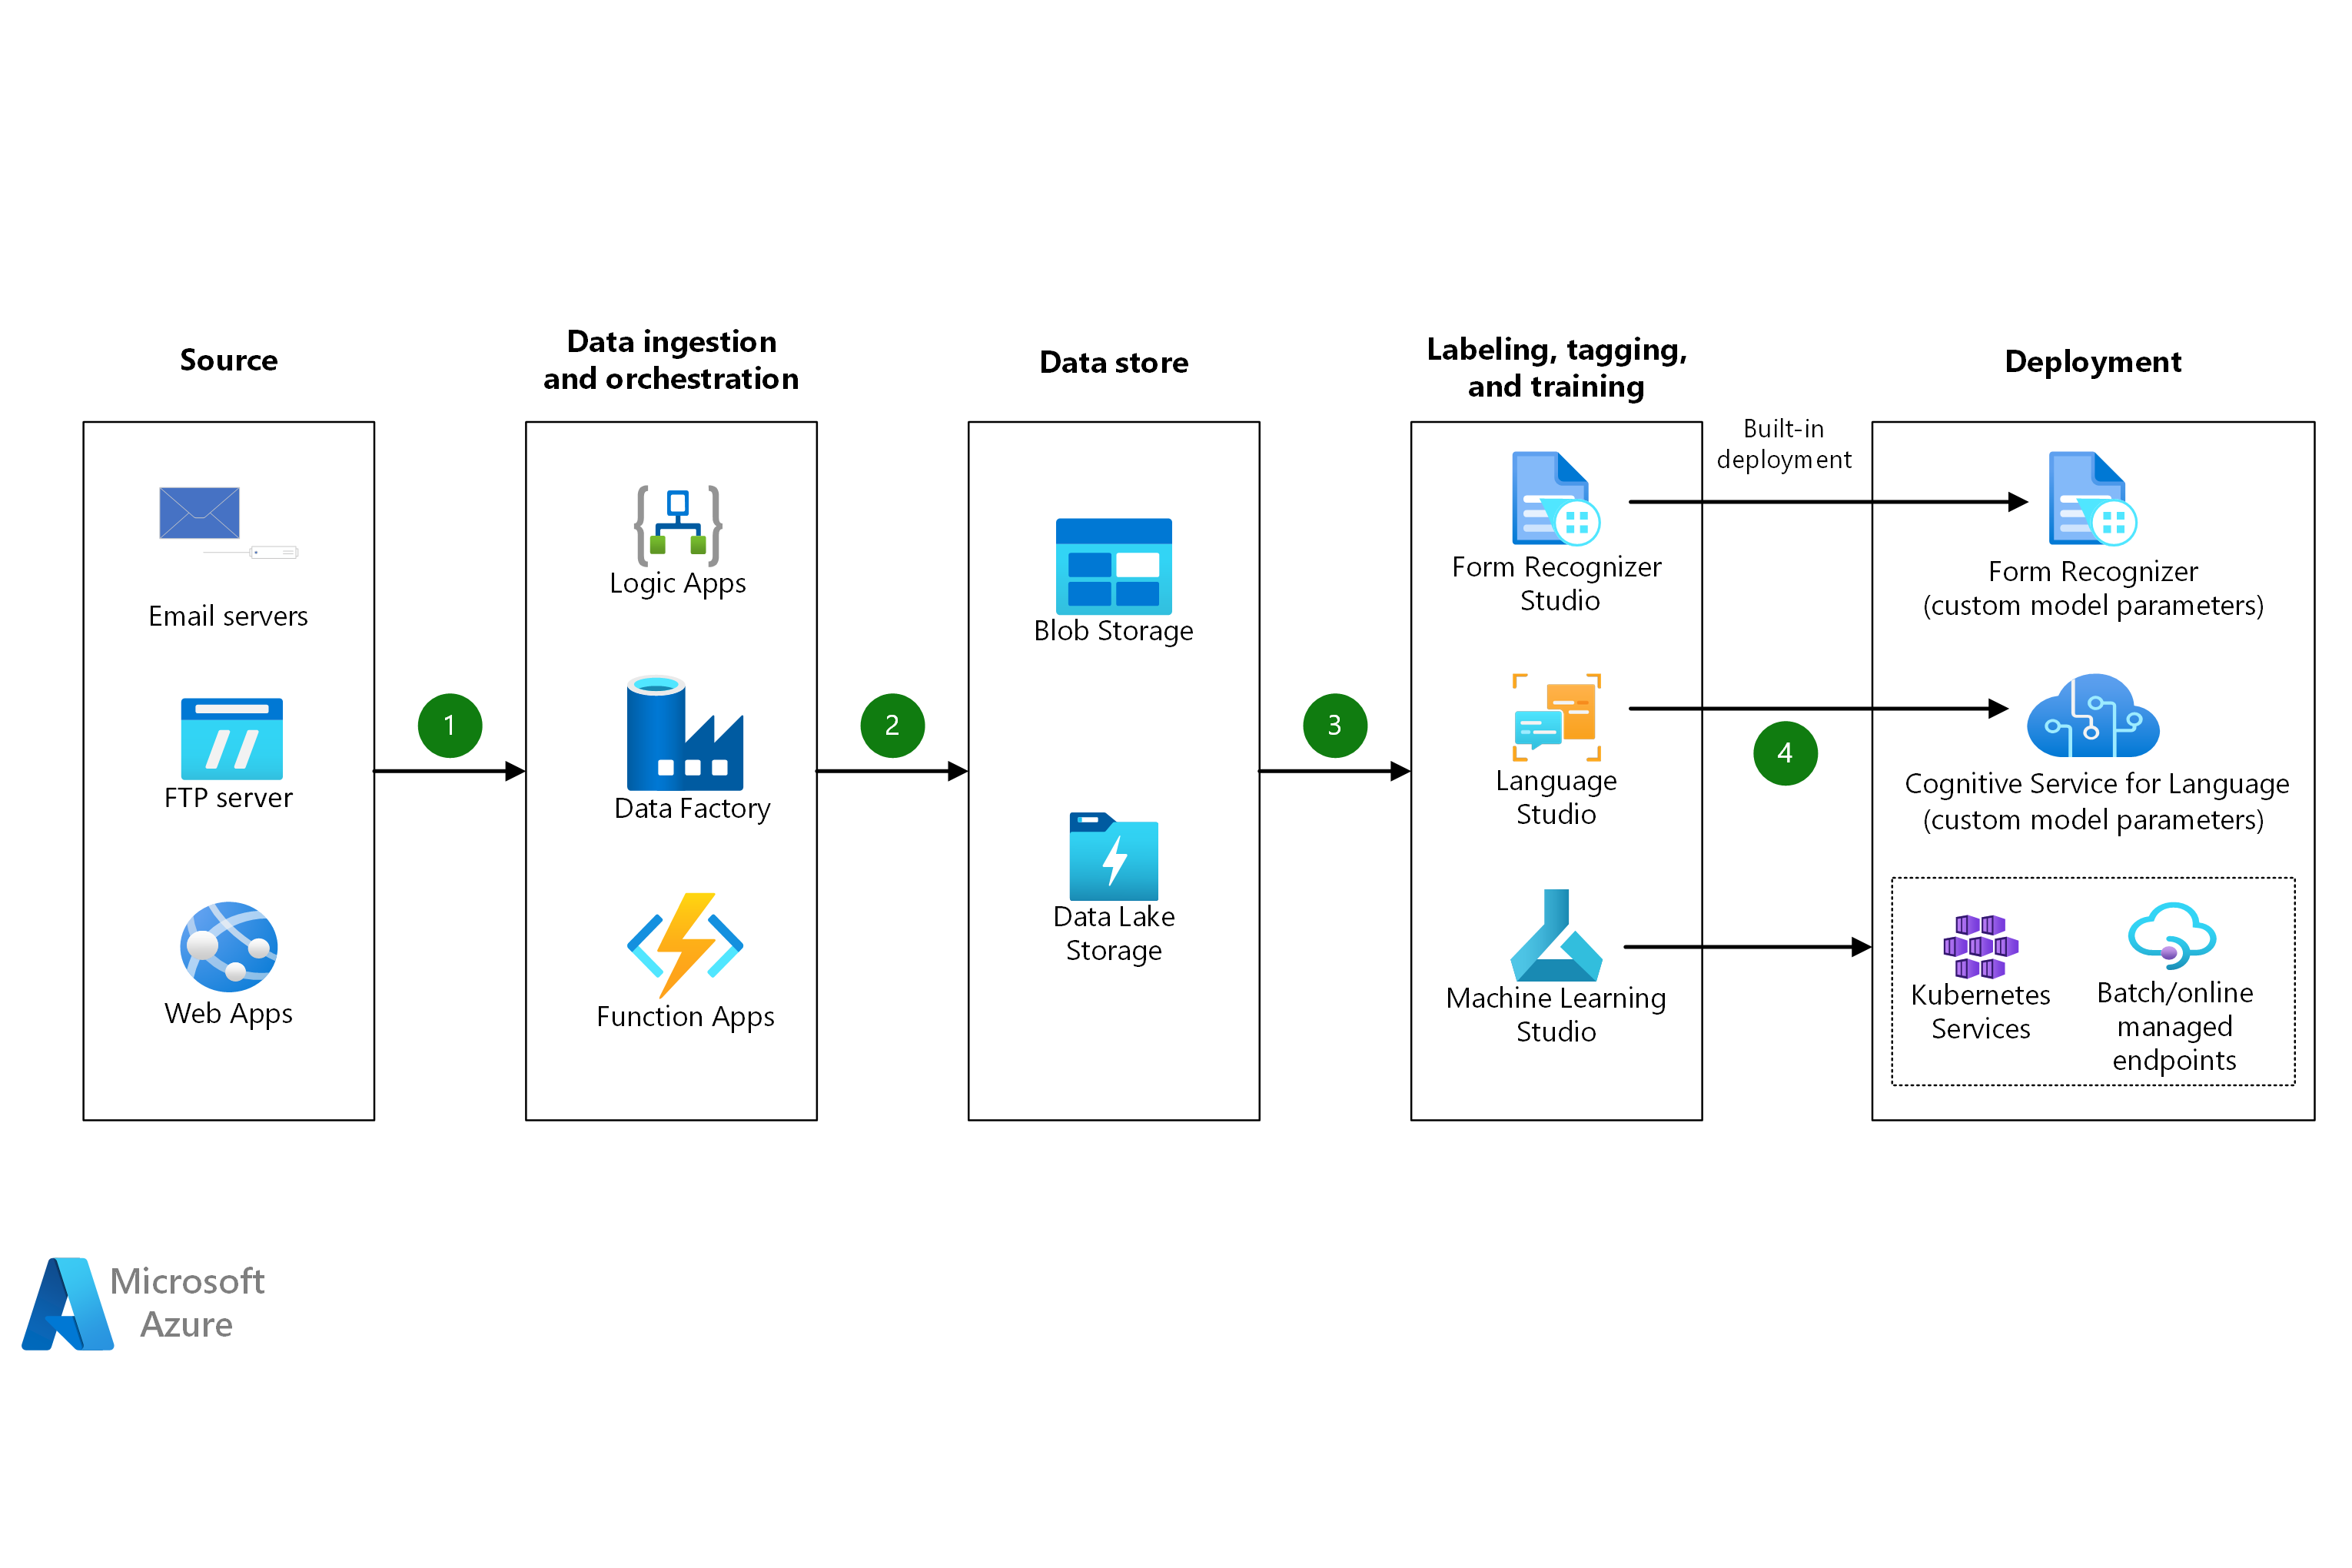 Source
Email servers
FTP server
Web Apps
1
Data ingestion
and orchestration
Logic Apps
Data Factory
Function Apps
2
Data store
Blob Storage
Data Lake
Storage
3
Labeling, tagging,
and training
Form Recognizer
Studio
Language
Studio
Machine Learning
Studio
Built-in
deployment
4
Deployment
Form Recognizer
(custom model parameters)
Cognitive Service for Language
(custom model parameters)
Kubernetes
Services
Batch/online
managed
endpoints
Microsoft
Azure